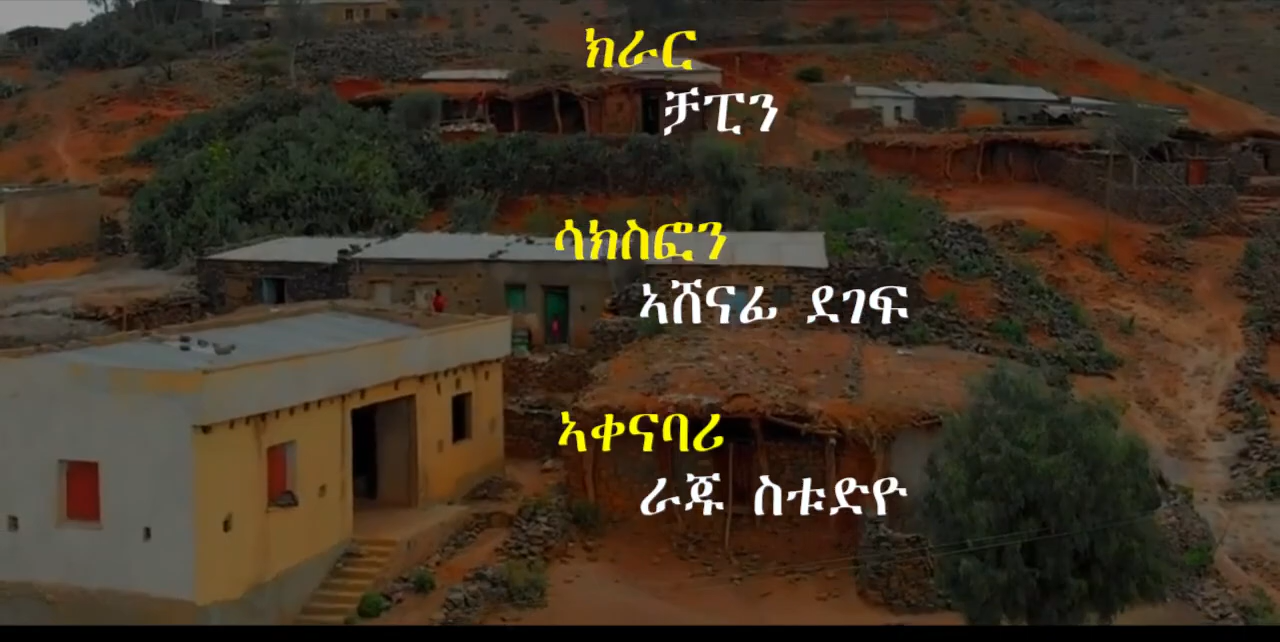 ክራር
ቻፒን
ሳክስፎን
ኣሸናፊ ደገፍ
ኣቀናባሪ
ራጁ ስቱድዮ